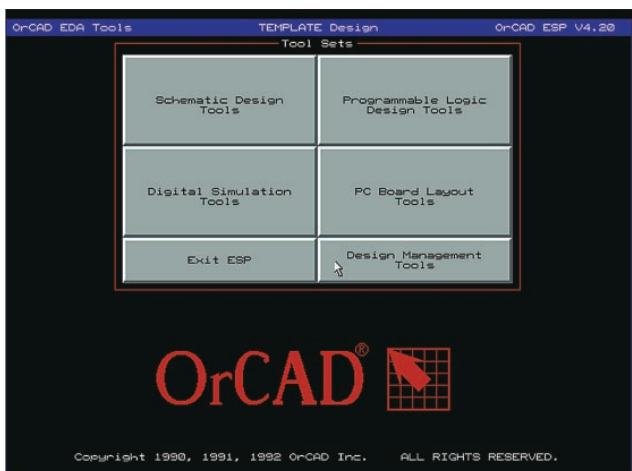 OrCAD EDA Tools TEMPLATE Design OrCAD ESP V4.20
Tool Sets
Schematic Design
Tools
Programmable Logic
Design Tools
Digital Simulation
Tools
PC Board Layout
Tools
Exit ESP
Design Management
Tools
OrCAD®
Copyright 1990, 1991, 1992 OrCAD Inc. ALL RIGHTS RESERVED.